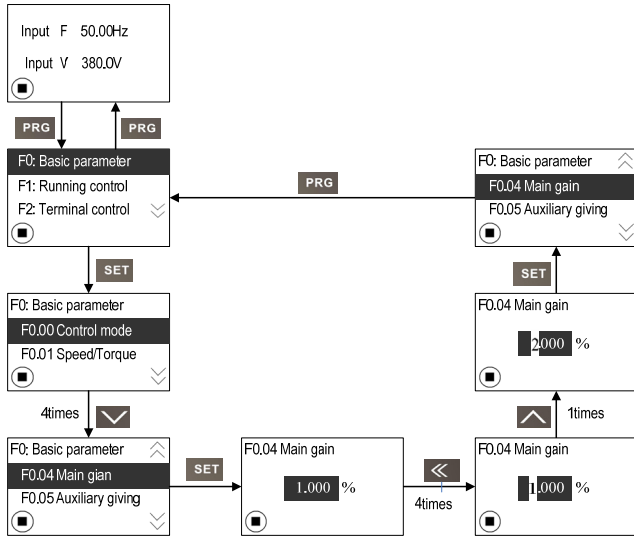 Input F 50.00Hz
Input V 380.0V
PRG
PRG
F0: Basic parameter
F1: Running control
F2: Terminal control
PRG
F0: Basic parameter
F0.04 Main gain
F0.05 Auxiliary giving
SET
SET
F0: Basic parameter
F0.00 Control mode
F0.01 Speed/Torque
F0.04 Main gain
2.000 %
4times
1times
F0; Basic parameter
F0.04 Main gian
F0.05 Auxiliary giving
SET
F0.04 Main gain
1.000 %
4times
F0.04 Main gain
1.000 %